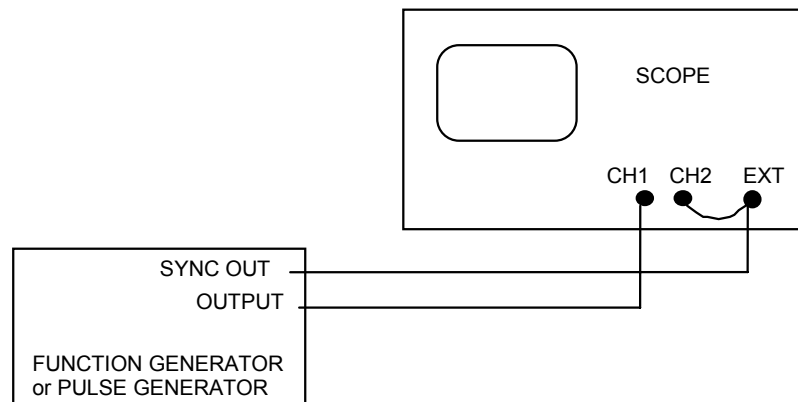 SCOPE
CH1 CH2 EXT
SYNC OUT
OUTPUT
FUNCTION GENERATOR
or PULSE GENERATOR